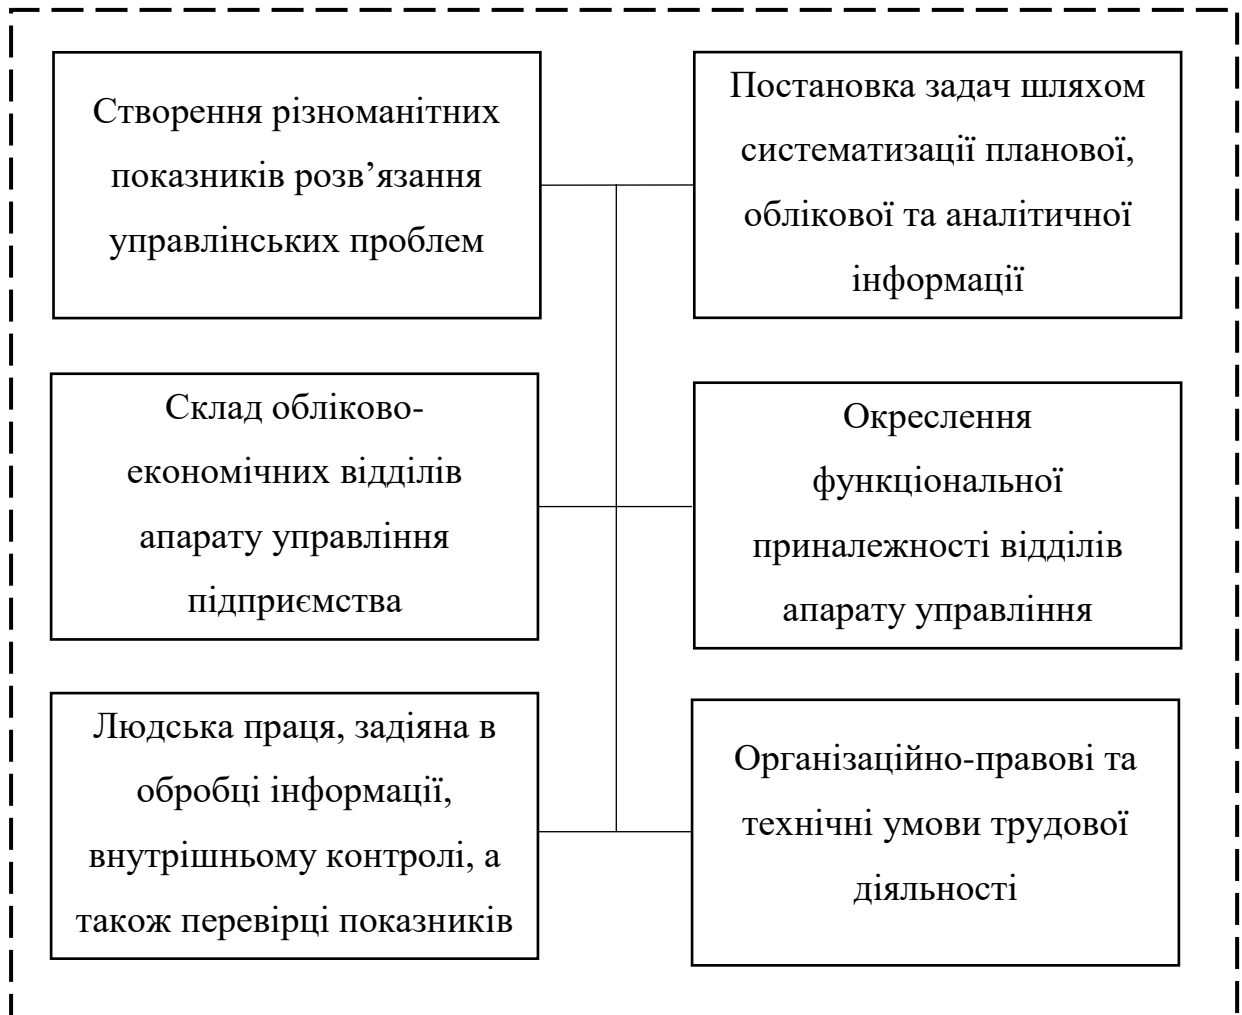 Створення різноманітних
показників розв’язання
управлінських проблем
Постановка задач шляхом
систематизації планової,
облікової та аналітичної
інформації
Склад обліково-
економічних відділів
апарату управління
підприємства
Окреслення
функціональної
приналежності відділів
апарату управління
Людська праця, задіяна в
обробці інформації,
внутрішньому контролі, а
також перевірці показників
Організаційно-правові та
технічні умови трудової
діяльності